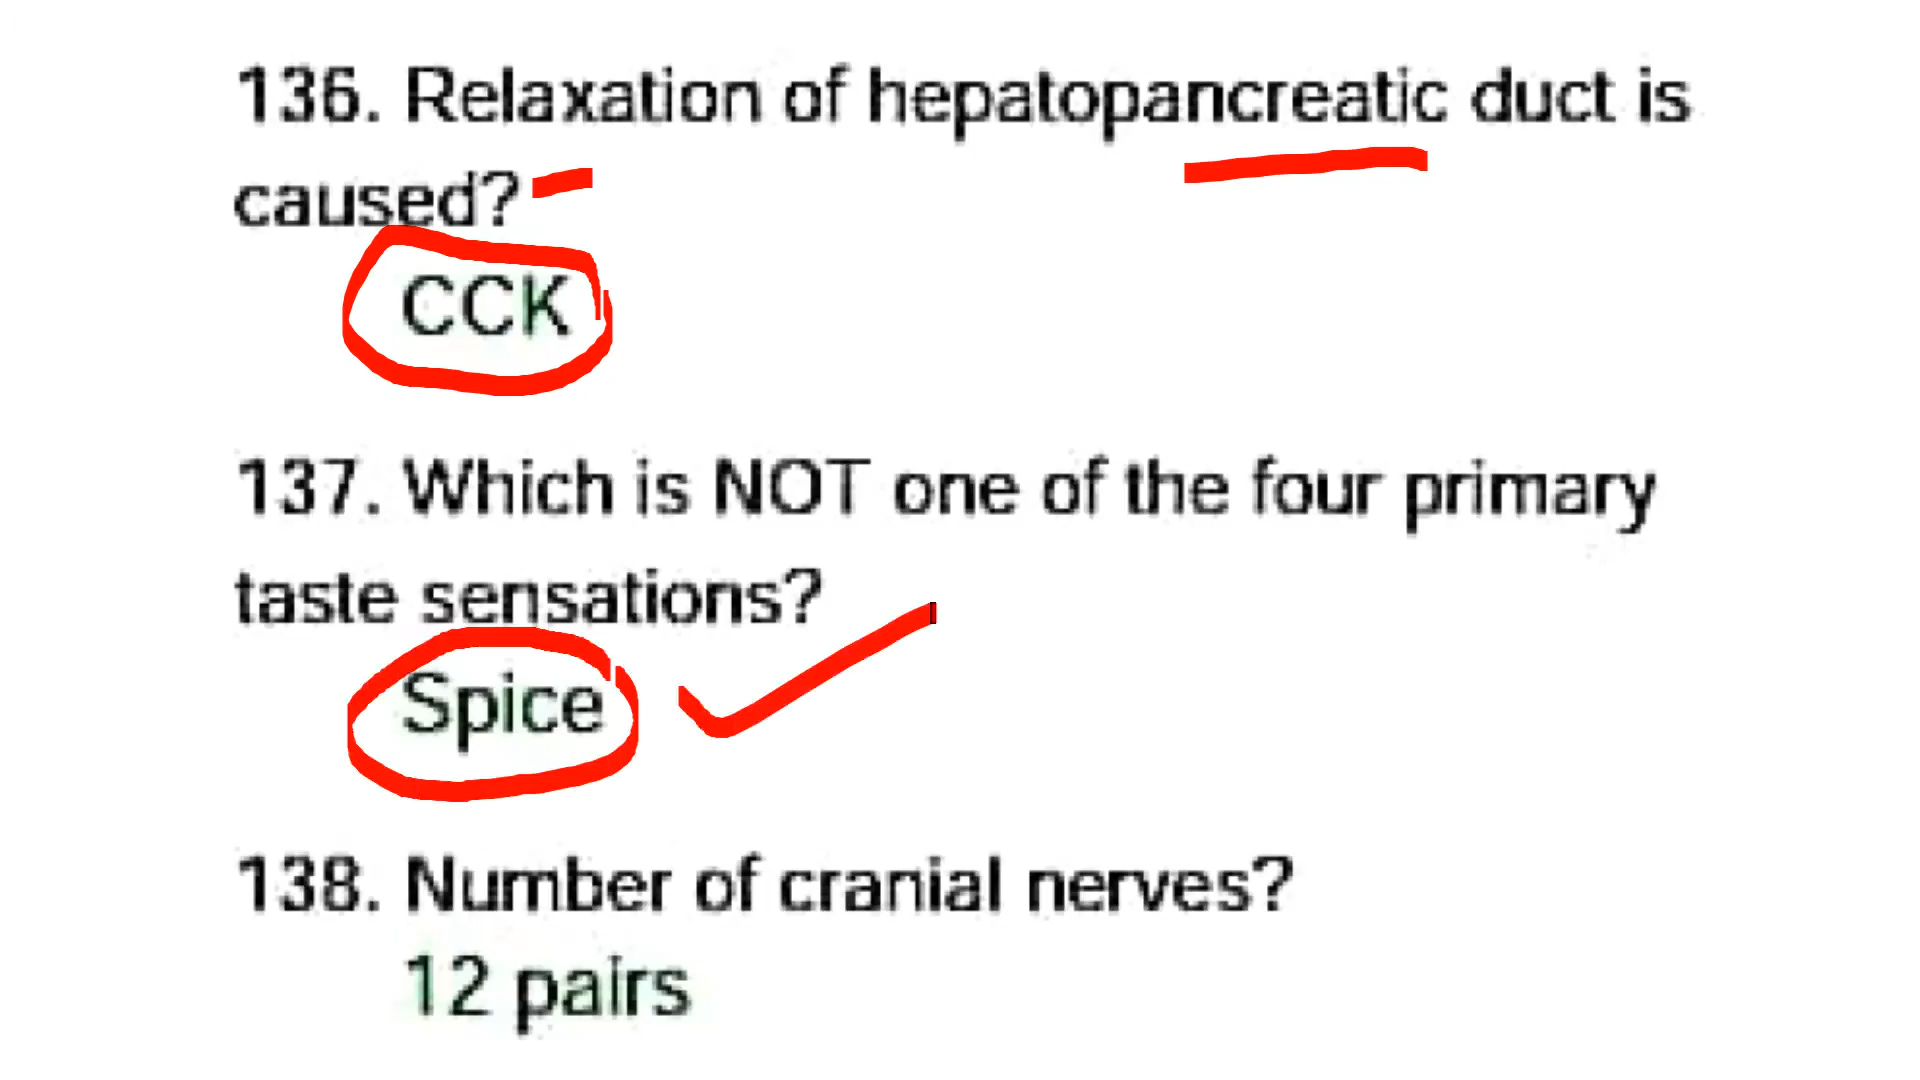 136. Relaxation of hepatopancreatic duct is
caused?
CCK
137. Which is NOT one of the four primary
taste sensations?
Spice
138. Number of cranial nerves?
12 pairs